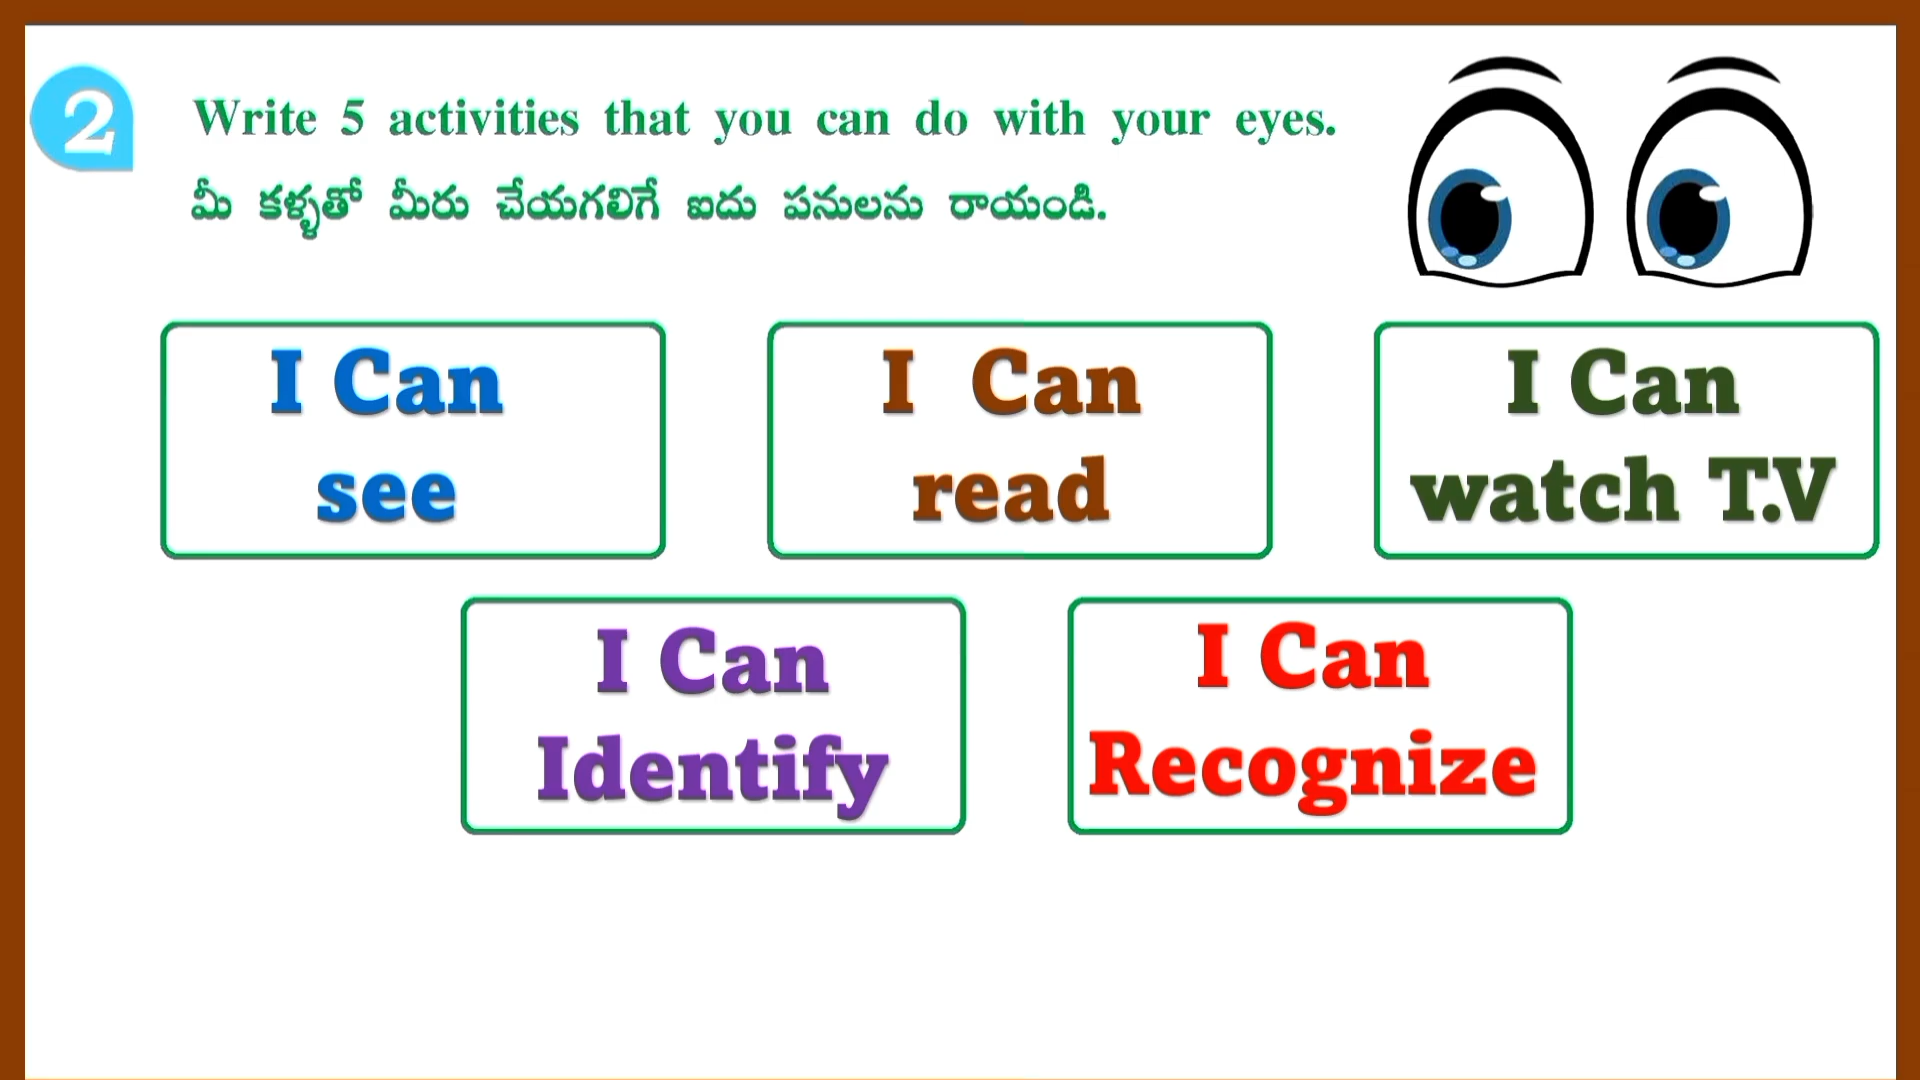 2
Write 5 activities that you can do with your eyes.
మీ కళ్ళతో మీరు చేయగలిగే ఐదు పనులను రాయండి.
I Can
see
I Can
read
I Can
watch T.V
I Can
Identify
I Can
Recognize